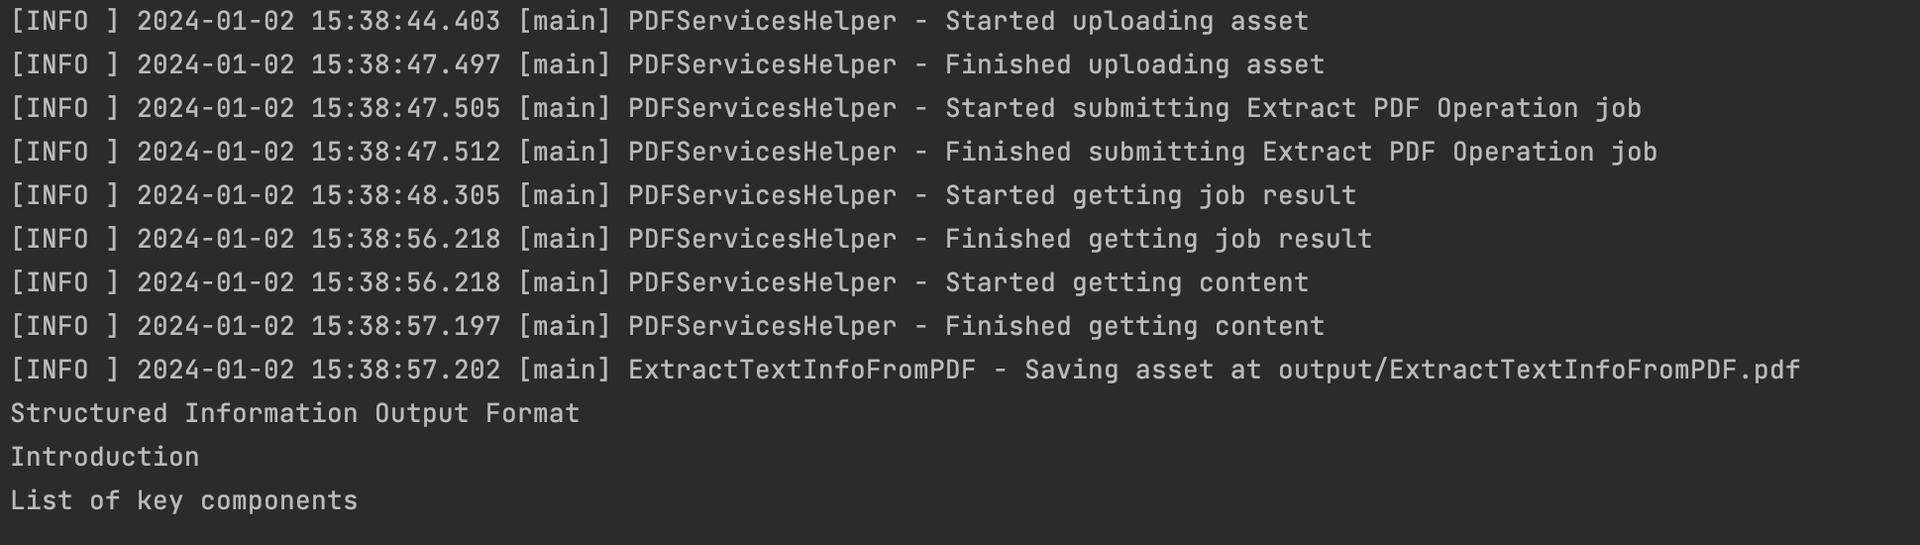 [INFO ] 2024-01-02 15:38:44.403 [main] PDFServicesHelper - Started uploading asset
[INFO ] 2024-01-02 15:38:47.497 [main] PDFServicesHelper - Finished uploading asset
[INFO ] 2024-01-02 15:38:47.505 [main] PDFServicesHelper - Started submitting Extract PDF Operation job
[INFO ] 2024-01-02 15:38:47.512 [main] PDFServicesHelper - Finished submitting Extract PDF Operation job
[INFO ] 2024-01-02 15:38:48.305 [main] PDFServicesHelper - Started getting job result
[INFO ] 2024-01-02 15:38:56.218 [main] PDFServicesHelper - Finished getting job result
[INFO ] 2024-01-02 15:38:56.218 [main] PDFServicesHelper - Started getting content
[INFO ] 2024-01-02 15:38:57.197 [main] PDFServicesHelper - Finished getting content
[INFO ] 2024-01-02 15:38:57.202 [main] ExtractTextInfoFromPDF - Saving asset at output/ExtractTextInfoFromPDF.pdf
Structured Information Output Format
Introduction
List of key components